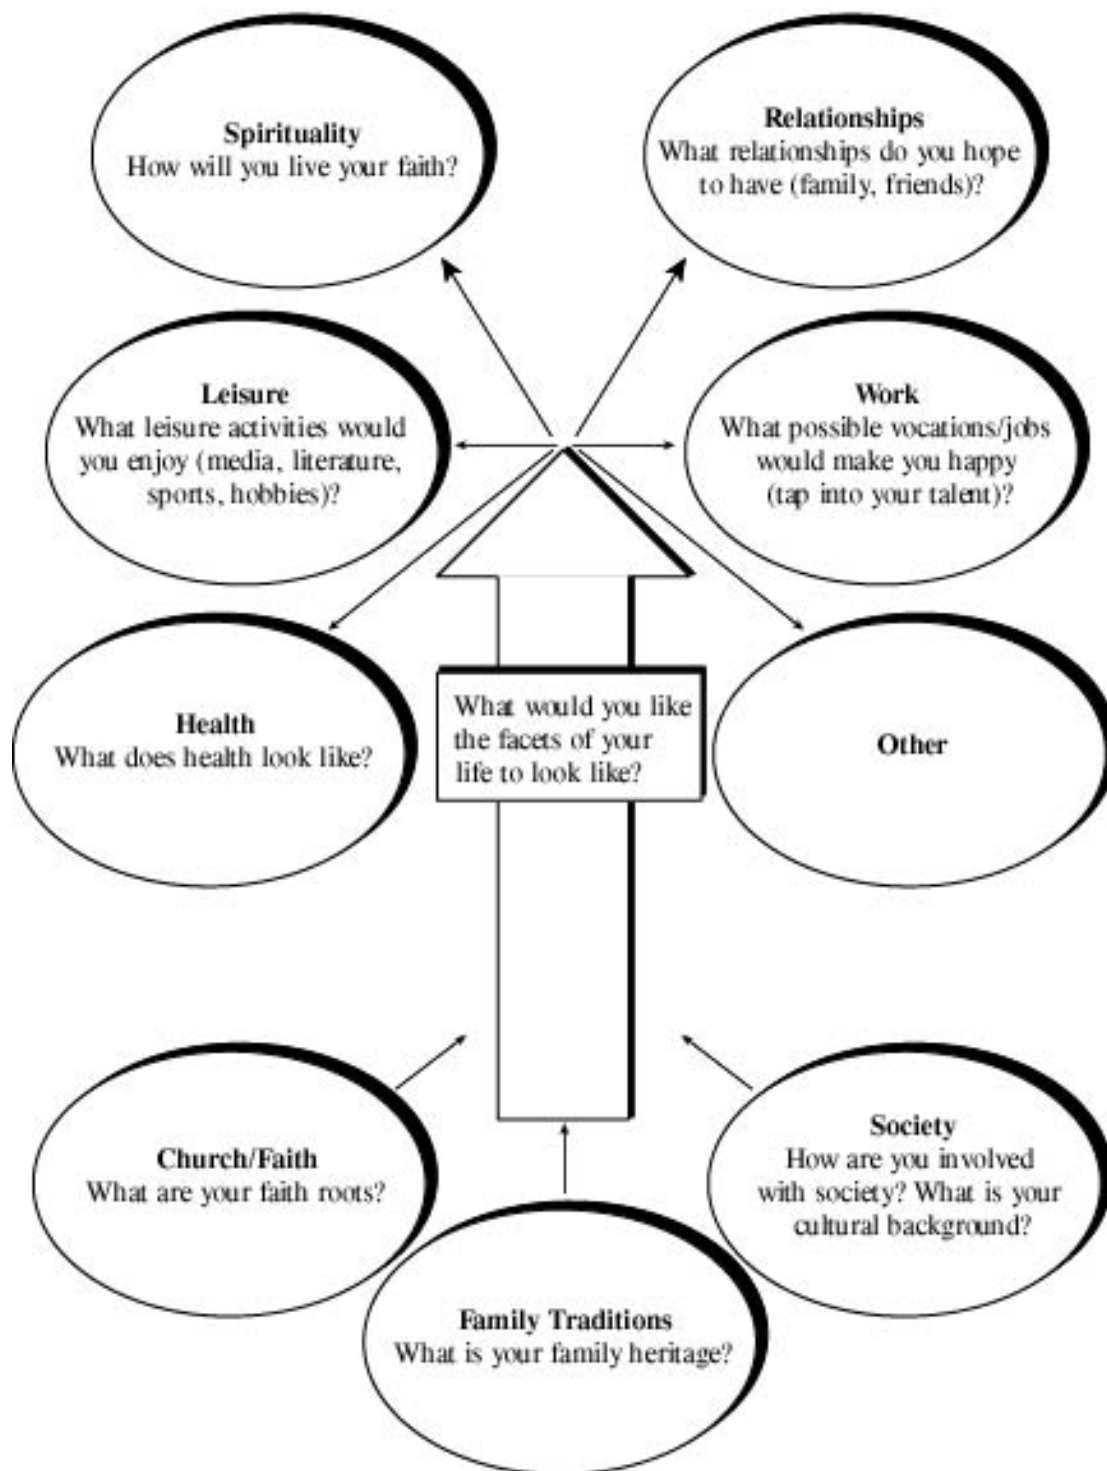 Spirituality
How will you live your faith?
Relationships
What relationships do you hope
to have (family, friends)?
Leisure
What leisure activities would
you enjoy (media, literature,
sports, hobbies)?
Work
What possible vocations/jobs
would make you happy
(tap into your talent)?
Health
What does health look like?
What would you like
the facets of your
life to look like?
Other
Church/Faith
What are your faith roots?
Society
How are you involved
with society? What is your
cultural background?
Family Traditions
What is your family heritage?